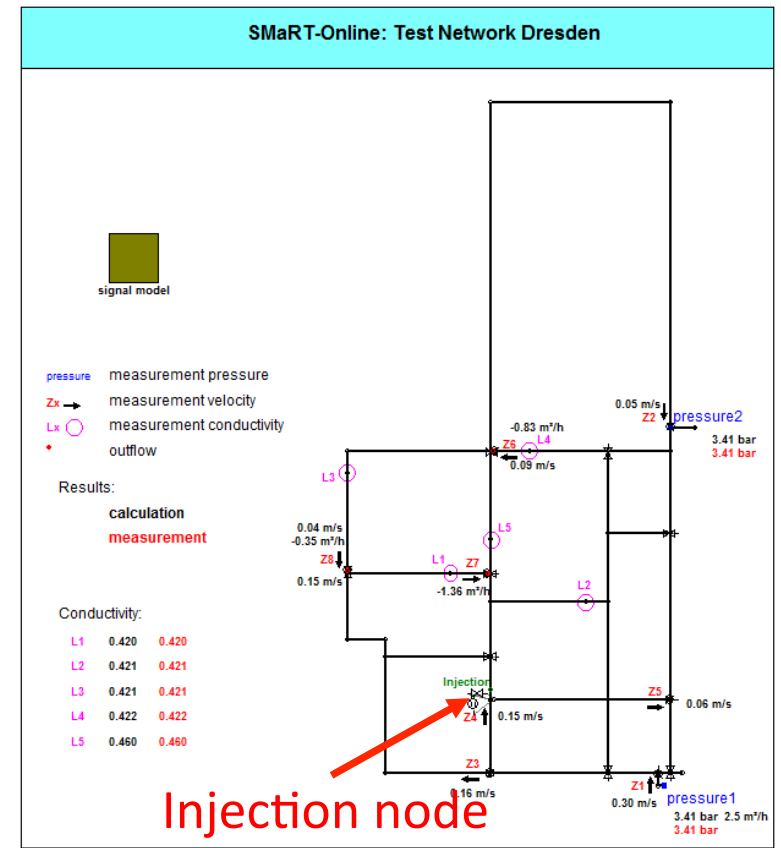 SMaRT-Online: Test Network Dresden
signal model
pressure measurement pressure
Zx measurement velocity
Lx measurement conductivity
outflow
Results:
calculation
measurement
Conductivity:
L1 0.420 0.420
L2 0.421 0.421
L3 0.421 0.421
L4 0.422 0.422
L5 0.460 0.460
0.05 m/s
Z2 pressure2
3.41 bar
3.41 bar
-0.83 m³/h
Z6 L4
0.09 m/s
L3
L5
0.04 m/s
-0.35 m³/h
Z8
0.15 m/s
L1 Z7
-1.36 m³/h
L2
Injection
Z4 0.15 m/s
Z5
0.06 m/s
Z3
0.16 m/s
Z1
0.30 m/s
pressure1
3.41 bar 2.5 m³/h
3.41 bar
Injection node